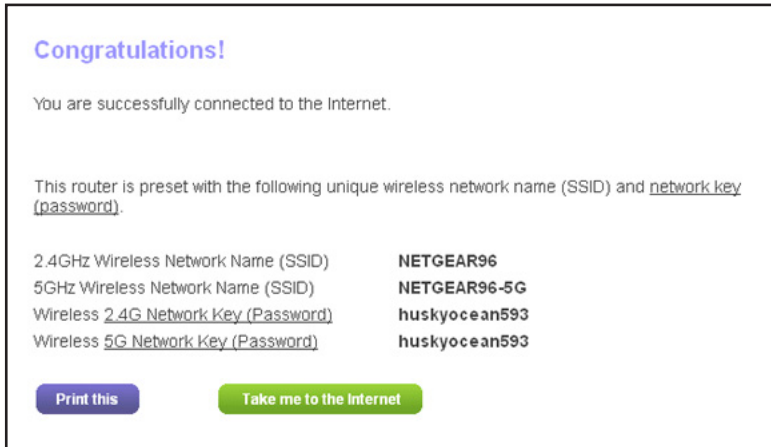 Congratulations!
You are successfully connected to the Internet.
This router is preset with the following unique wireless network name (SSID) and network key
(password).
2.4GHz Wireless Network Name (SSID) NETGEAR96
5GHz Wireless Network Name (SSID) NETGEAR96-5G
Wireless 2.4G Network Key (Password) huskyocean593
Wireless 5G Network Key (Password) huskyocean593
Print this Take me to the Internet